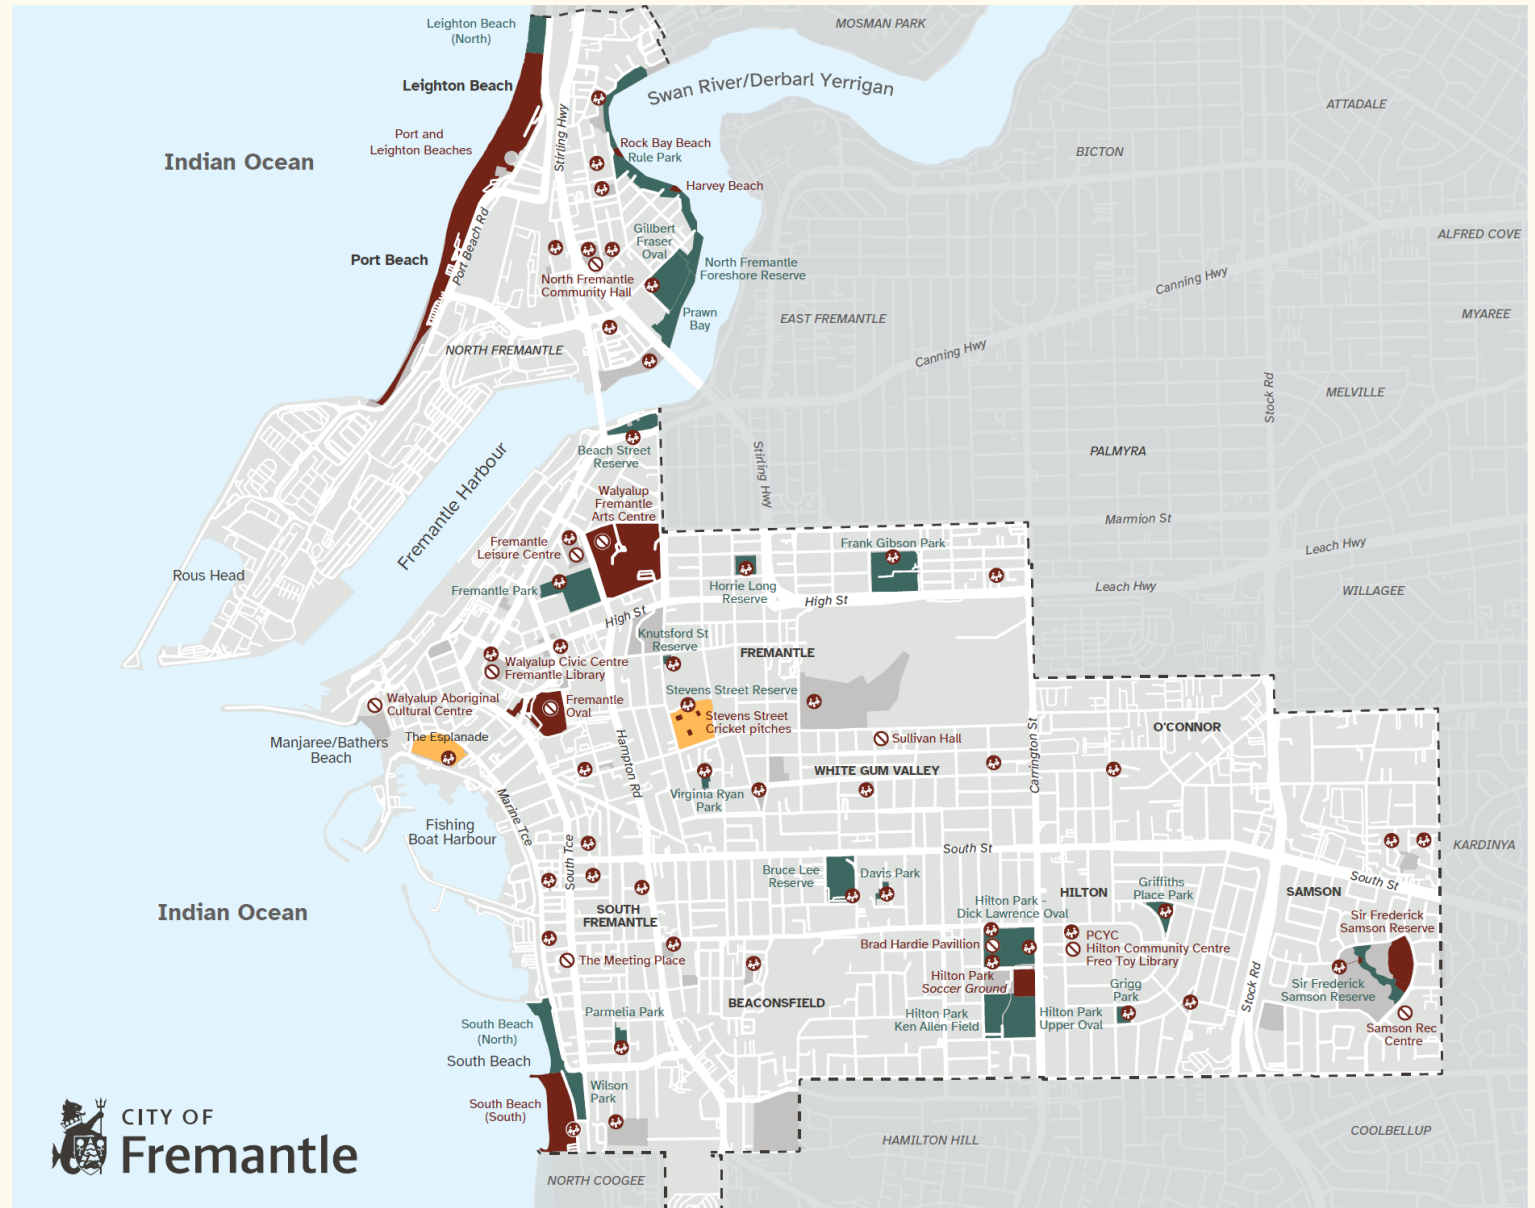 Leighton Beach
(North)
MOSMAN PARK
Leighton Beach
Swan River/Derbarl Yerrigan
ATTADALE
Port and
Leighton Beaches
Stirling Hwy
Rock Bay Beach
Rule Park
BICTON
Indian Ocean
Harvey Beach
Port Beach Rd
Gillbert
Fraser
Oval
ALFRED COVE
Port Beach
North Fremantle
Foreshore Reserve
North Fremantle
Community Hall
Canning Hwy
Prawn
Bay
EAST FREMANTLE
MYAREE
NORTH FREMANTLE
Canning Hwy
Stock Rd
MELVILLE
Beach Street
Reserve
Fremantle Harbour
Stirling Hwy
PALMYRA
Walyalup
Fremantle
Arts Centre
Marmion St
Fremantle
Leisure Centre
Frank Gibson Park
Leach Hwy
Rous Head
Fremantle Park
Horrie Long
Reserve
Leach Hwy
WILLAGEE
High St
High St
Knutsford St
Reserve
FREMANTLE
Walyalup Civic Centre
Fremantle Library
Stevens Street Reserve
Walyalup Aboriginal
Cultural Centre
Fremantle
Oval
Stevens Street
Cricket pitches
O'CONNOR
The Esplanade
Manjaree/Bathers
Beach
Hampton Rd
Sullivan Hall
Carrington St
WHITE GUM VALLEY
Virginia Ryan
Park
Marine Tce
Fishing
Boat Harbour
South Tce
South St
KARDINYA
Bruce Lee
Reserve
Davis Park
South St
HILTON
Griffiths
Place Park
SAMSON
Indian Ocean
SOUTH
FREMANTLE
Hilton Park -
Dick Lawrence Oval
Sir Frederick
Samson Reserve
Brad Hardie Pavillion
PCYC
Hilton Community Centre
Freo Toy Library
The Meeting Place
Hilton Park
Soccer Ground
Stock Rd
Sir Frederick
Samson Reserve
BEACONSFIELD
Grigg
Park
Parmelia Park
Hilton Park
Ken Allen Field
Hilton Park
Upper Oval
South Beach
(North)
Samson Rec
Centre
South Beach
Wilson
Park
South Beach
(South)
CITY OF
Fremantle
HAMILTON HILL
COOLBELLUP
NORTH COOGEE